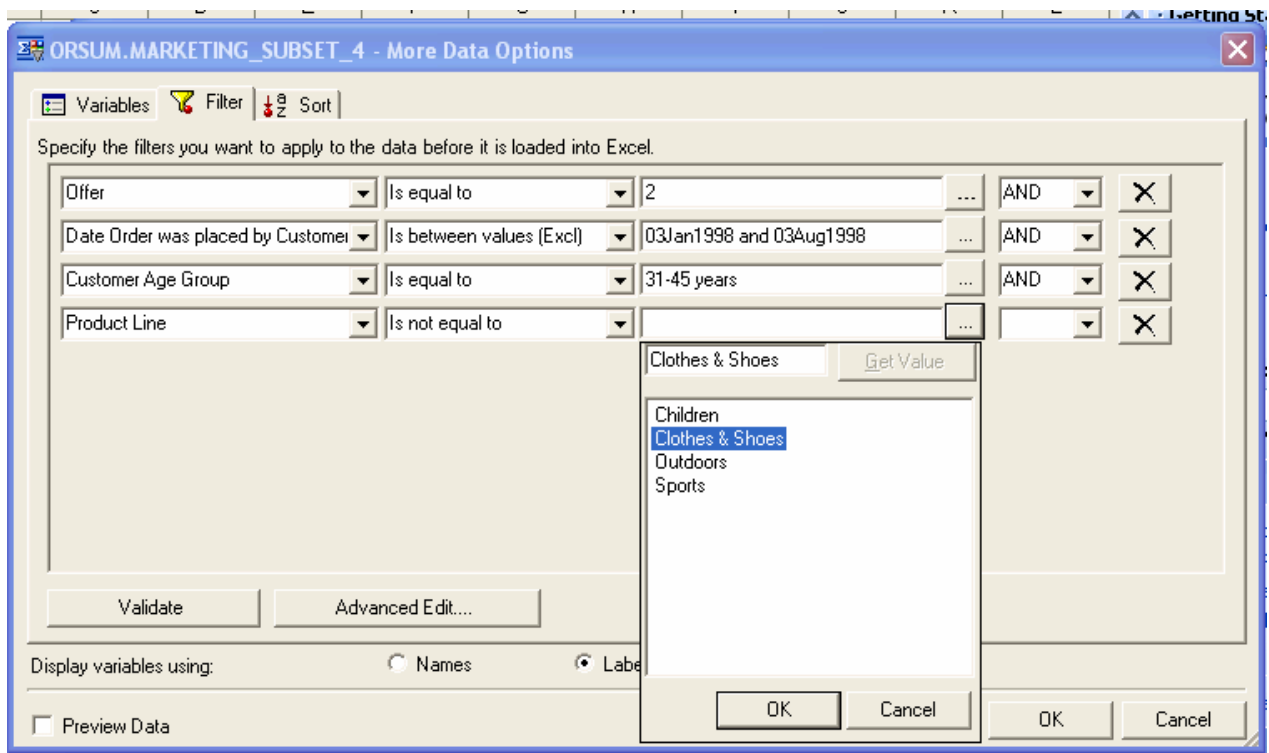 Getting St
ORSUM.MARKETING_SUBSET_4 - More Data Options
Variables Filter Sort
Specify the filters you want to apply to the data before it is loaded into Excel.
Offer Is equal to 2 ... AND
Date Order was placed by Customer Is between values (Excl) 03Jan1998 and 03Aug1998 ... AND
Customer Age Group Is equal to 31-45 years ... AND
Product Line Is not equal to ...
Clothes & Shoes Get Value
Children
Clothes & Shoes
Outdoors
Sports
Validate Advanced Edit....
Display variables using: Names Labe
OK Cancel
Preview Data OK Cancel